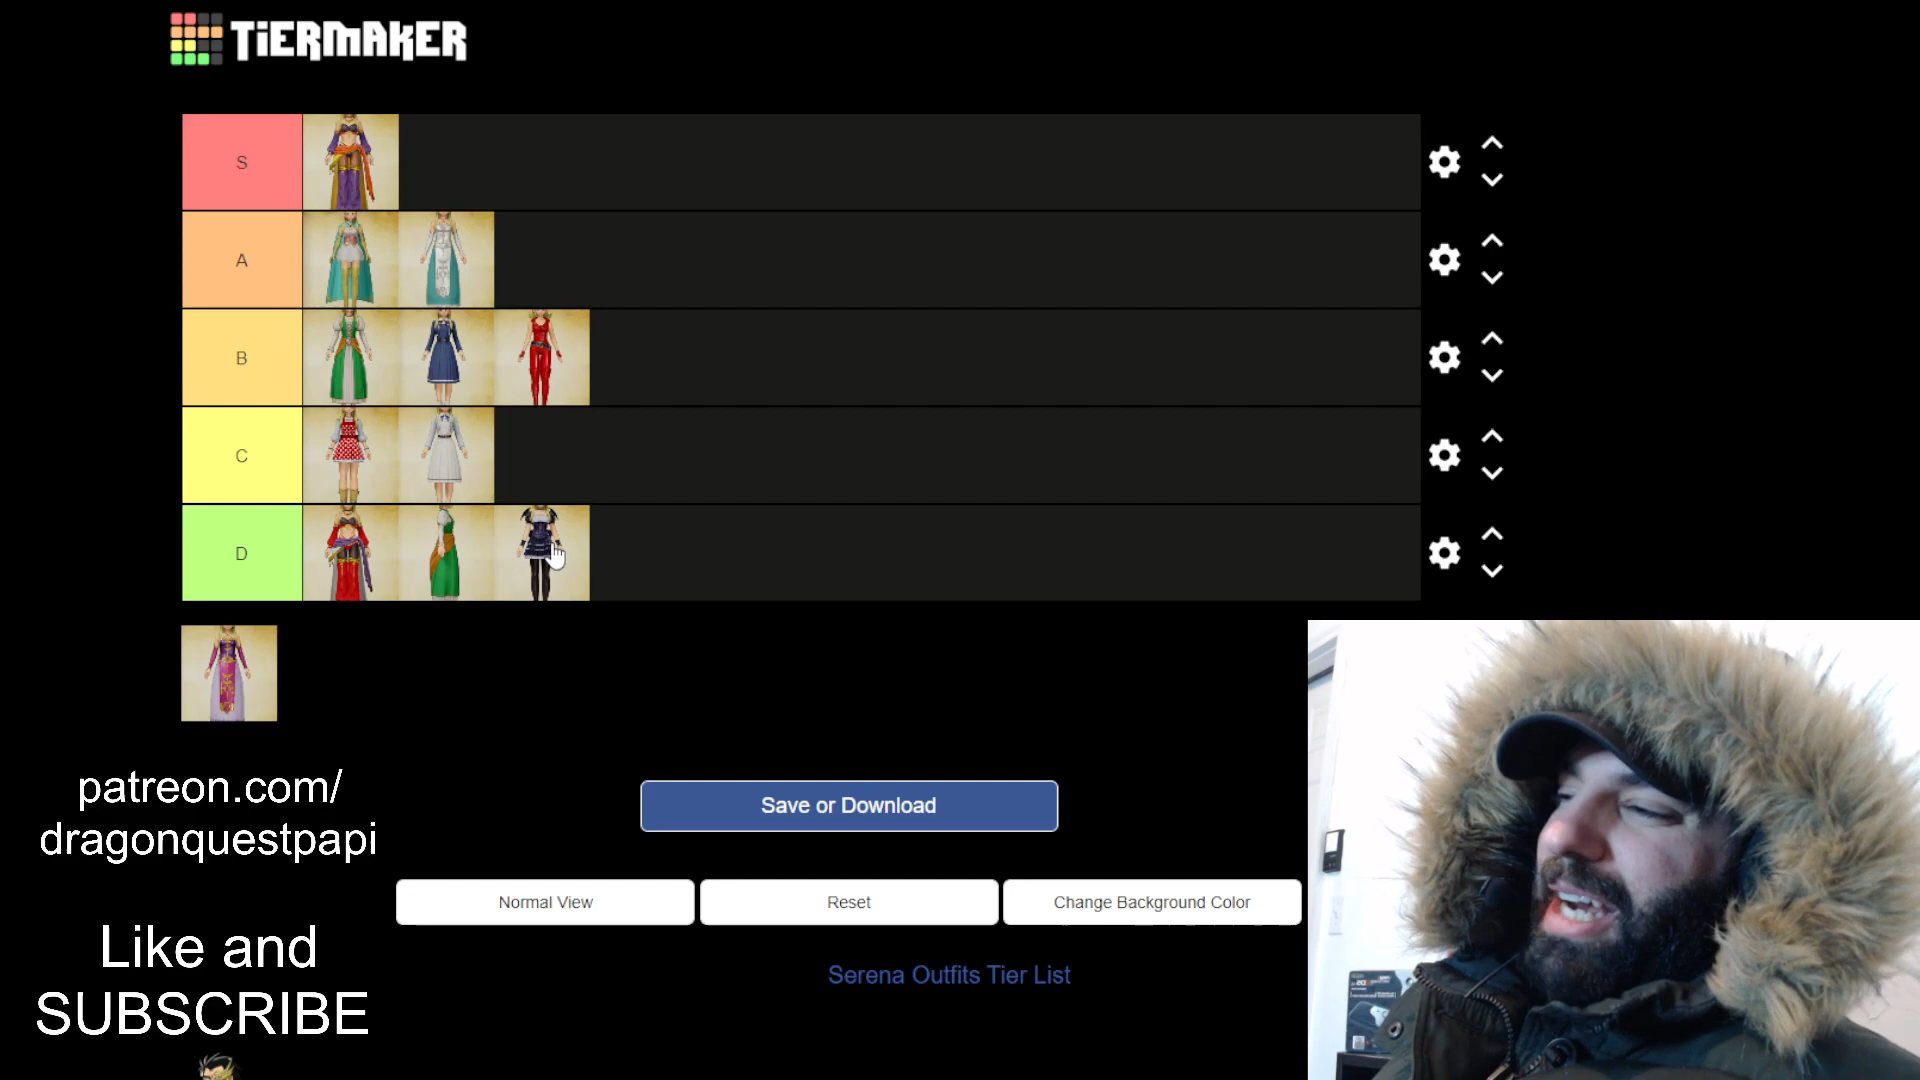 TiERMAKER
S
A
B
C
D
patreon.com/
dragonquestpapi
Save or Download
Normal View
Reset
Change Background Color
Like and
SUBSCRIBE
Serena Outfits Tier List